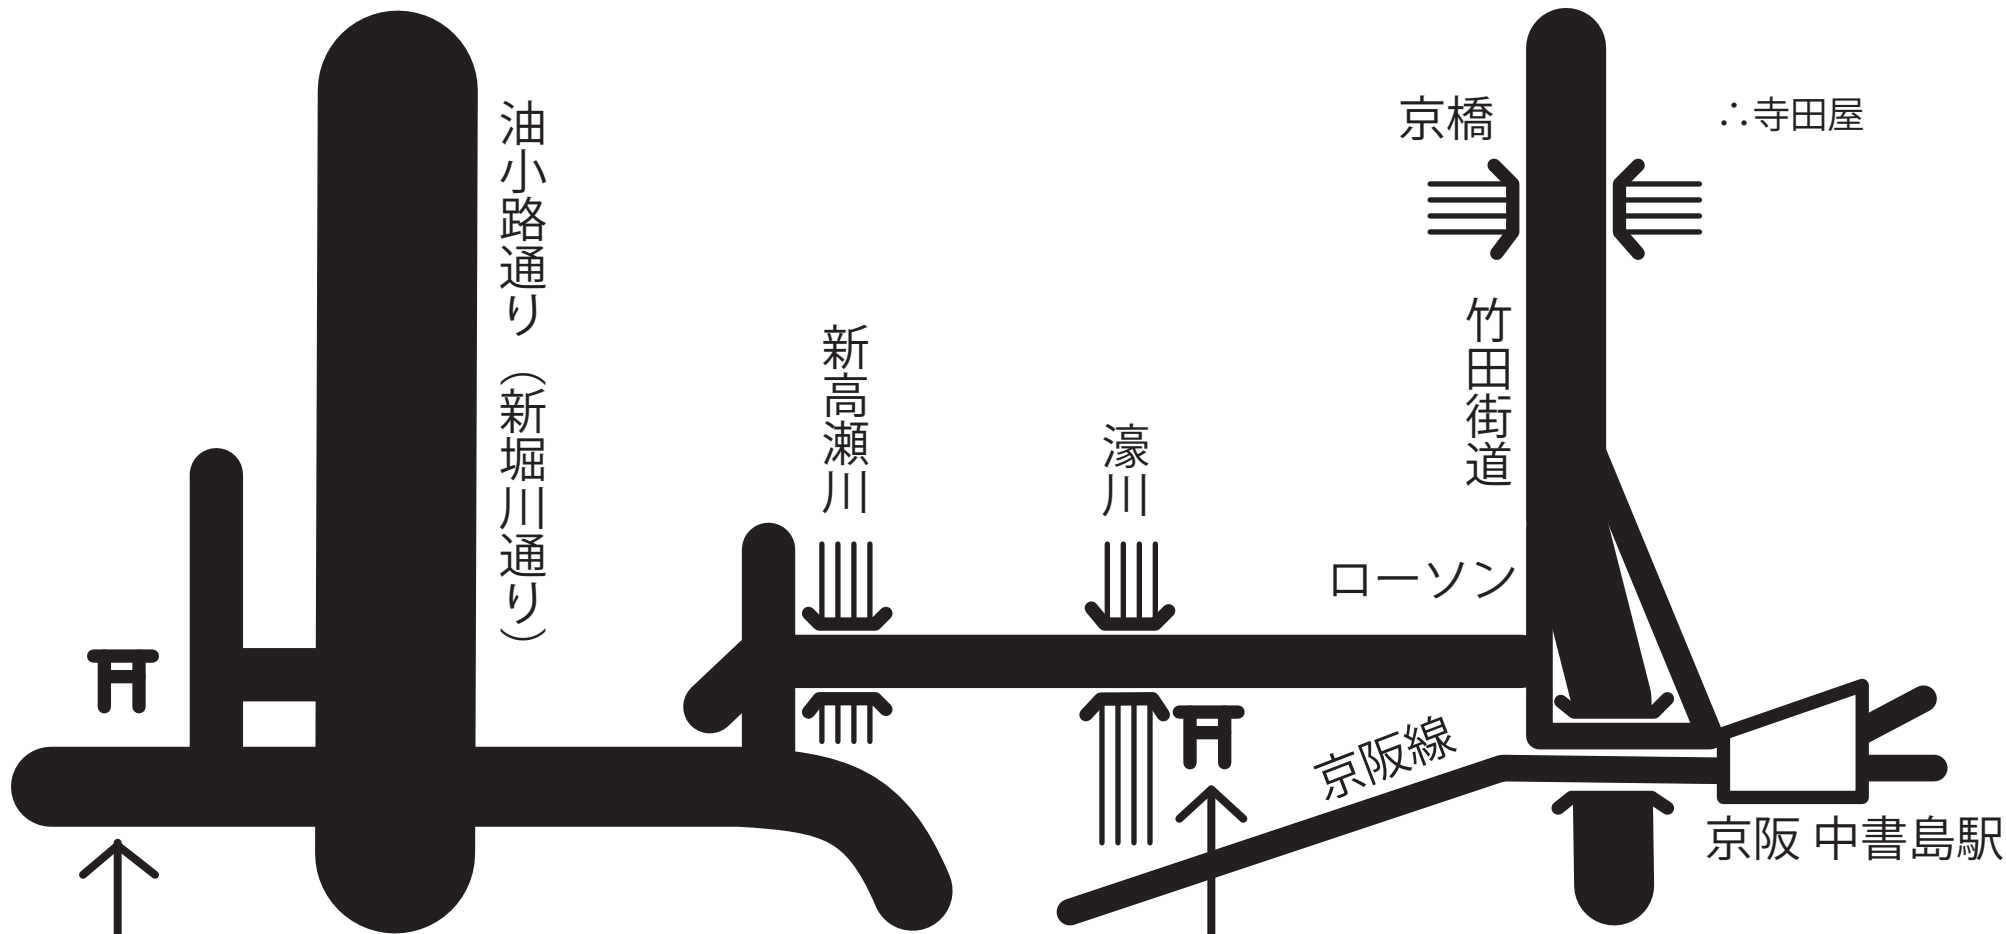 油小路通り（新堀川通り）
新高瀬川
濠川
京橋
∴寺田屋
竹田街道
ローソン
京阪線
京阪 中書島駅